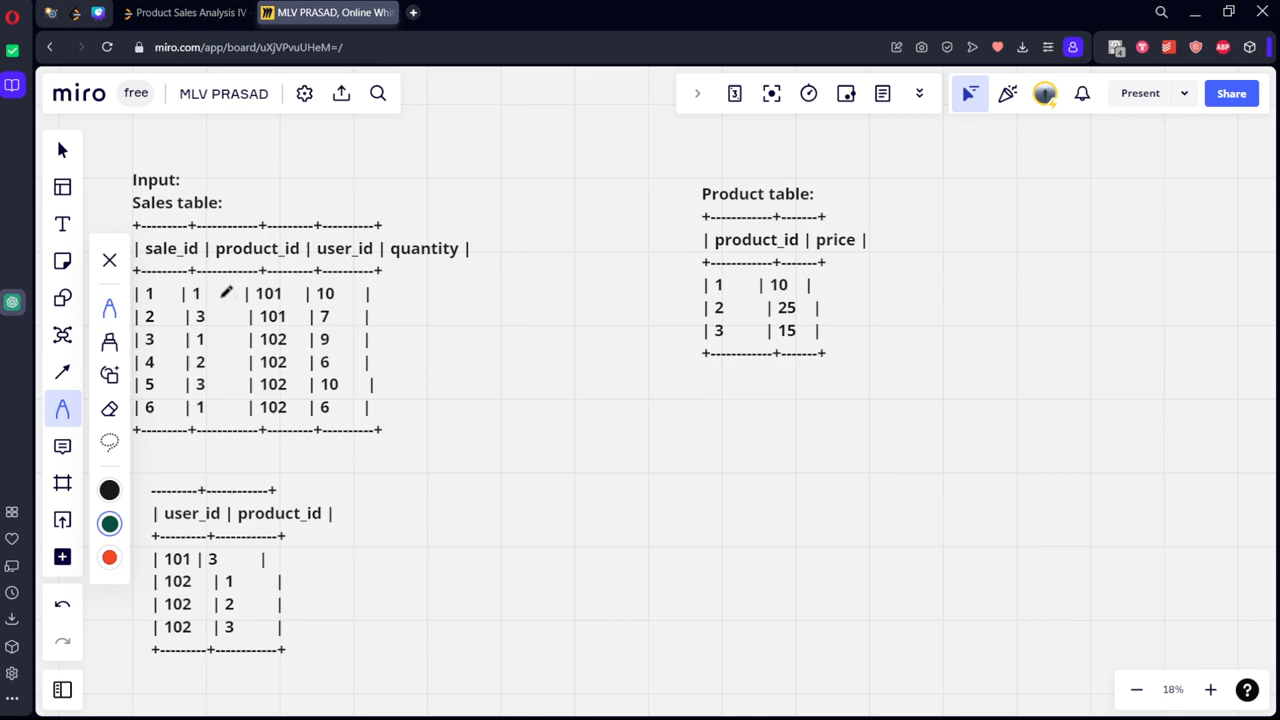 Product Sales Analysis IV
MLV PRASAD, Online Whi
miro.com/app/board/uXjVPvuUHeM=/
4
ABP
miro
free
MLV PRASAD
3
Present
Share
Input:
Sales table:
+---------+------------+---------+----------+
| sale_id | product_id | user_id | quantity |
+---------+------------+---------+----------+
| 1 | 1 | 101 | 10 |
| 2 | 3 | 101 | 7 |
| 3 | 1 | 102 | 9 |
| 4 | 2 | 102 | 6 |
| 5 | 3 | 102 | 10 |
| 6 | 1 | 102 | 6 |
+---------+------------+---------+----------+
Product table:
+------------+-------+
| product_id | price |
+------------+-------+
| 1 | 10 |
| 2 | 25 |
| 3 | 15 |
+------------+-------+
---------+------------+
| user_id | product_id |
+---------+------------+
| 101 | 3 |
| 102 | 1 |
| 102 | 2 |
| 102 | 3 |
+---------+------------+
18%